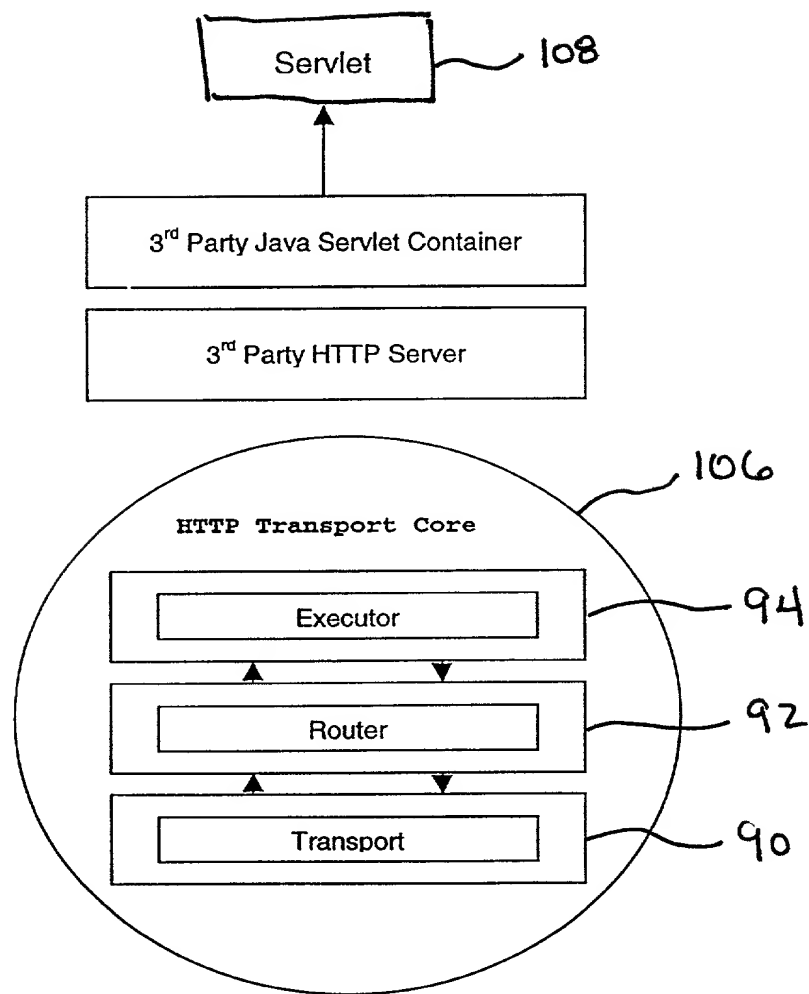 Servlet 108
3rd Party Java Servlet Container
3rd Party HTTP Server
106
HTTP Transport Core
Executor 94
Router 92
Transport 90